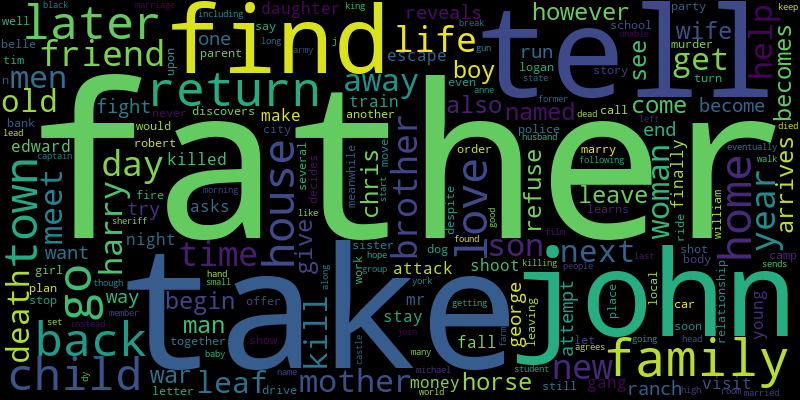 father
tell
take
john
find
family
later
friend
men
old
return
life
away
boy
however
wife
get
help
see
run
becomes
town
day
house
brother
love
son
home
year
woman
next
new
child
back
go
harry
death
meet
mother
kill
man
begin
war
leaf
horse
time
give
named
also
chris
refuse
leave
arrives
come
become
finally
end
edward
fight
killed
train
make
try
asks
night
want
way
plan
stop
girl
money
stay
mr
fall
george
attack
shoot
attempt
ranch
visit
gang
young
relationship
place
local
car
soon
body
shot
camp
sends
william
ride
learns
marry
call
police
order
despite
meanwhile
several
city
discovers
another
never
would
robert
fire
bank
lead
captain
sheriff
morning
decides
start
like
hope
sister
dog
work
group
york
getting
leaving
killing
good
found
film
people
last
let
agrees
going
head
high
room
married
farm
student
michael
many
world
join
castle
along
small
hand
offer
show
together
baby
letter
drive
still
name
dy
set
instead
member
though
black
marriage
including
king
daughter
reveals
escape
one
parent
upon
say
long
army
break
gun
anne
even
logan
state
story
school
party
murder
turn
former
unable
keep
well
belle
tim
n
j
dead
died
eventually
following
walk
left
husband
move